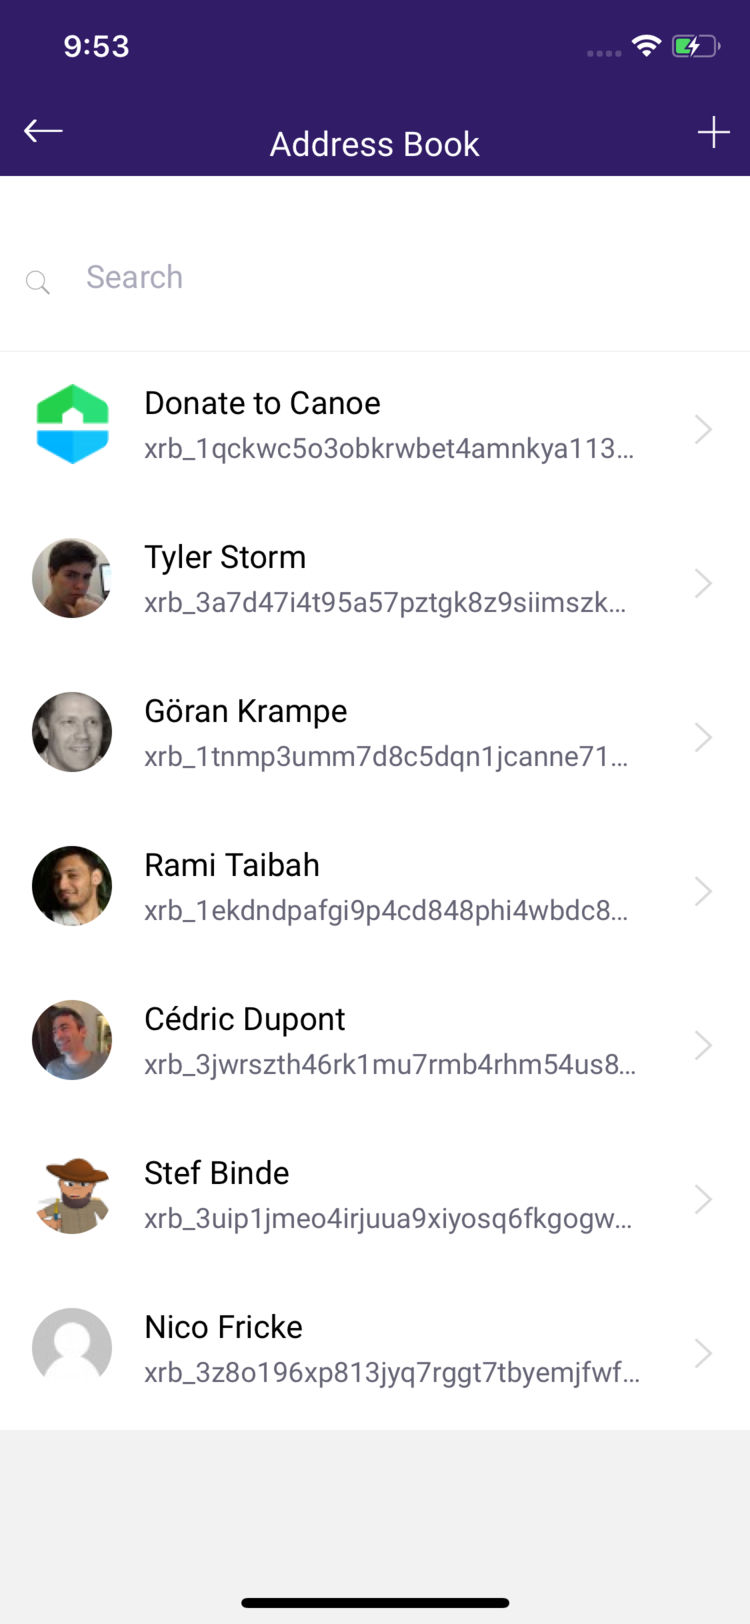 9:53
Address Book
Search
Donate to Canoe
xrb_1qckwc5o3obkrwbet4amnkya113...
Tyler Storm
xrb_3a7d47i4t95a57pztgk8z9siimszk...
Göran Krampe
xrb_1tnmp3umm7d8c5dqn1jcanne71...
Rami Taibah
xrb_1ekdndpafgi9p4cd848phi4wbdc8...
Cédric Dupont
xrb_3jwrszth46rk1mu7rmb4rhm54us8...
Stef Binde
xrb_3uip1jmeo4irjuua9xiyosq6fkgogw...
Nico Fricke
xrb_3z8o196xp813jyq7rggt7tbyemjfwf...